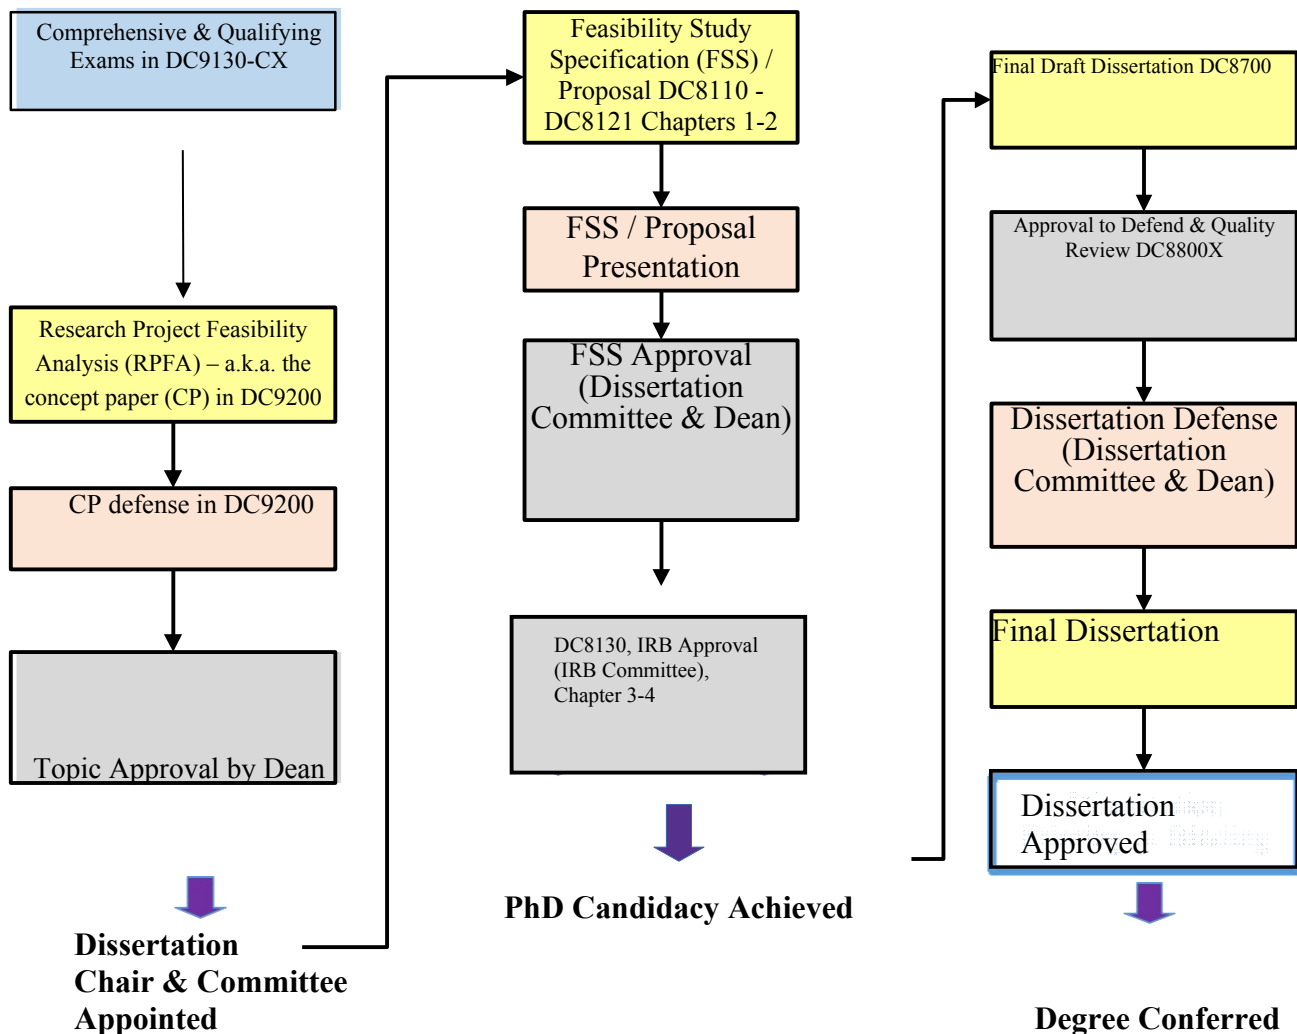 Comprehensive & Qualifying
Exams in DC9130-CX
Research Project Feasibility
Analysis (RPFA) – a.k.a. the
concept paper (CP) in DC9200
CP defense in DC9200
Topic Approval by Dean
Dissertation
Chair & Committee
Appointed
Feasibility Study
Specification (FSS) /
Proposal DC8110 -
DC8121 Chapters 1-2
FSS / Proposal
Presentation
FSS Approval
(Dissertation
Committee & Dean)
DC8130, IRB Approval
(IRB Committee),
Chapter 3-4
PhD Candidacy Achieved
Final Draft Dissertation DC8700
Approval to Defend & Quality
Review DC8800X
Dissertation Defense
(Dissertation
Committee & Dean)
Final Dissertation
Dissertation
Approved
Degree Conferred